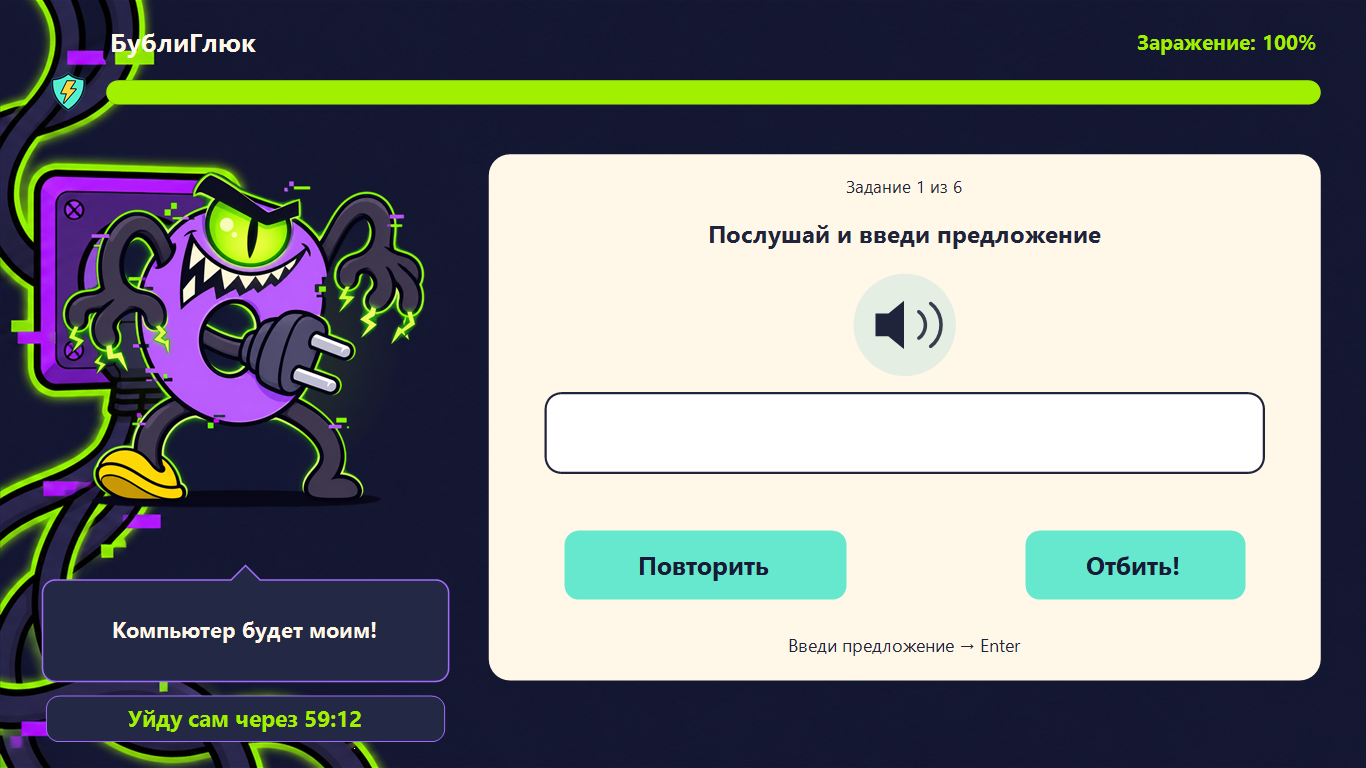 БублиГлюк
Заражение: 100%
Задание 1 из 6
Послушай и введи предложение
Повторить
Отбить!
Введи предложение → Enter
Компьютер будет моим!
Уйду сам через 59:12